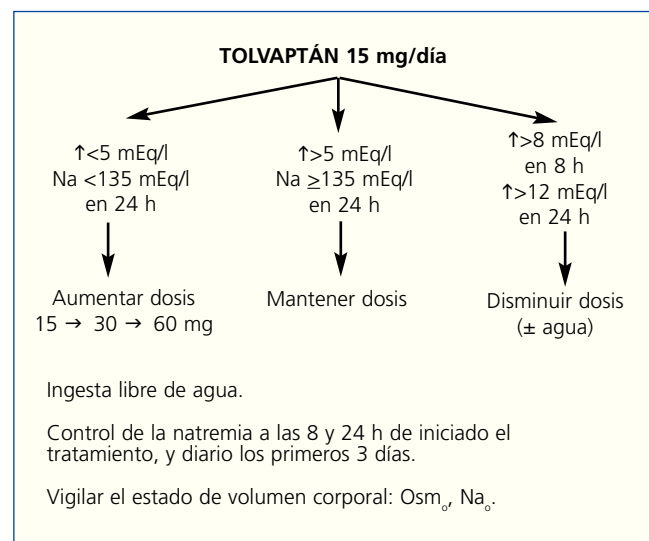 TOLVAPTÁN 15 mg/día
↑<5 mEq/l
Na <135 mEq/l
en 24 h
↑>5 mEq/l
Na ≥135 mEq/l
en 24 h
↑>8 mEq/l
en 8 h
↑>12 mEq/l
en 24 h
Aumentar dosis
15 → 30 → 60 mg
Mantener dosis
Disminuir dosis
(± agua)
Ingesta libre de agua.
Control de la natremia a las 8 y 24 h de iniciado el
tratamiento, y diario los primeros 3 días.
Vigilar el estado de volumen corporal: Osmₒ, Naₒ.